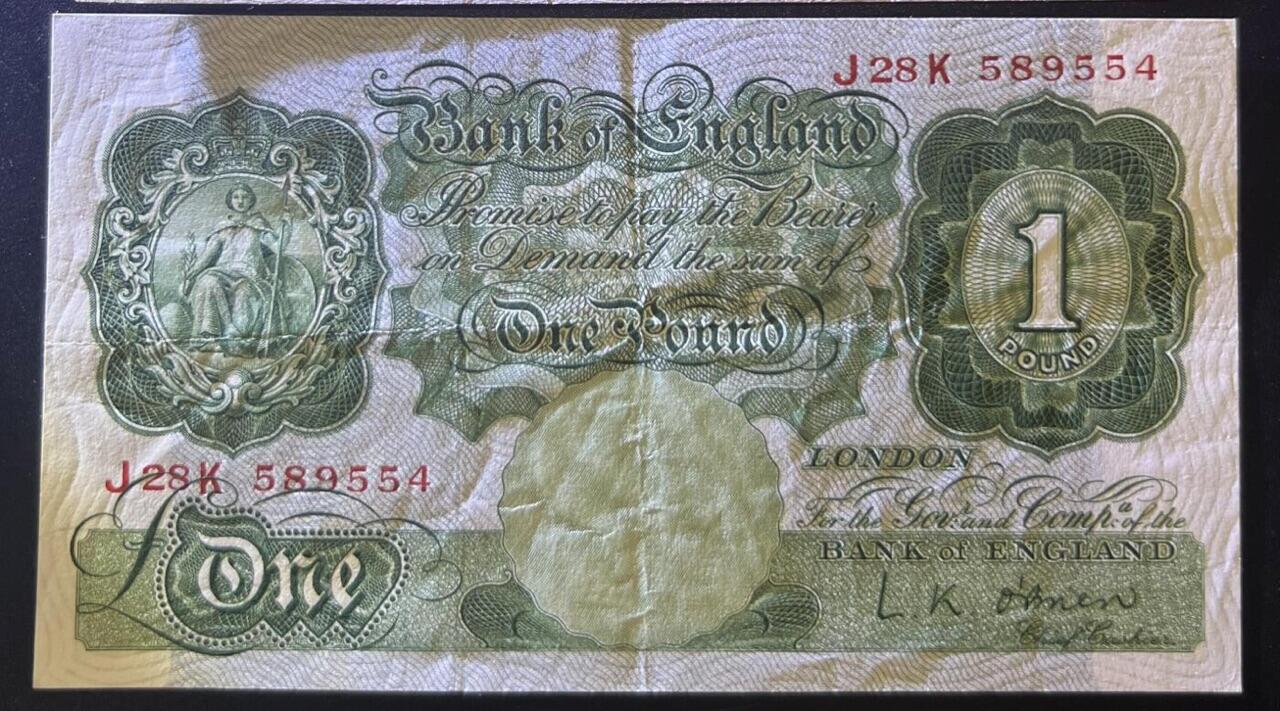 J28K 589554
Bank of England
Promise to pay the Bearer
on Demand the sum of
One Pound
1
POUND
J28K 589554
LONDON
For the Govr. and Compa. of the
BANK of ENGLAND
£One
L.K. O'Brien
Chief Cashier